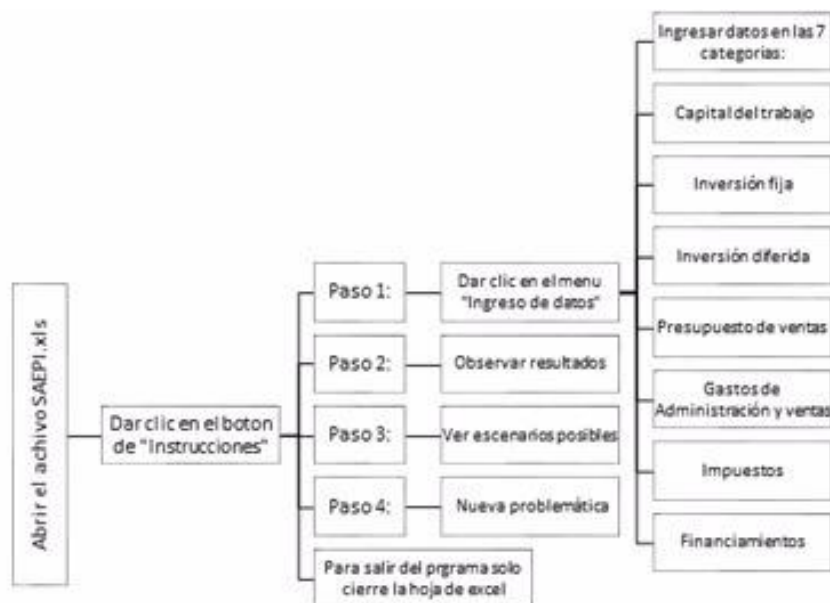 Abrir el achivo SAEPI.xls
Dar clic en el boton
de "Instrucciones"
Paso 1:
Dar clic en el menu
"Ingreso de datos"
Paso 2:
Observar resultados
Paso 3:
Ver escenarios posibles
Paso 4:
Nueva problemática
Para salir del prgrama solo
cierre la hoja de excel
Ingresar datos en las 7
categorias:
Capital del trabajo
Inversión fija
Inversión diferida
Presupuesto de ventas
Gastos de
Administración y ventas
Impuestos
Financiamientos